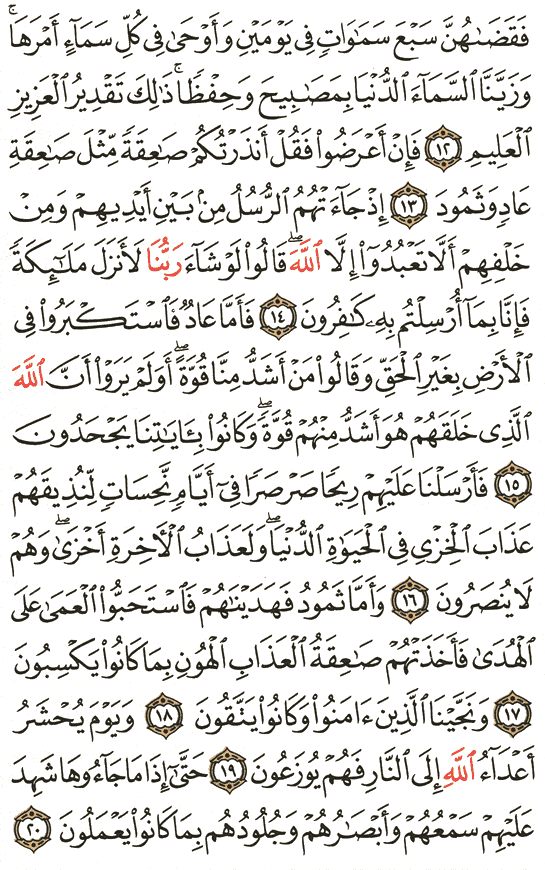 فَقَضَىٰهُنَّ سَبْعَ سَمَٰوَاتٍ فِى يَوْمَيْنِ وَأَوْحَىٰ فِى كُلِّ سَمَآءٍ أَمْرَهَا ۚ
وَزَيَّنَّا ٱلسَّمَآءَ ٱلدُّنْيَا بِمَصَٰبِيحَ وَحِفْظًا ۚ ذَٰلِكَ تَقْدِيرُ ٱلْعَزِيزِ
ٱلْعَلِيمِ ١٢ فَإِنْ أَعْرَضُوا۟ فَقُلْ أَنذَرْتُكُمْ صَٰعِقَةً مِّثْلَ صَٰعِقَةِ
عَادٍ وَثَمُودَ ١٣ إِذْ جَآءَتْهُمُ ٱلرُّسُلُ مِنۢ بَيْنِ أَيْدِيهِمْ وَمِنْ
خَلْفِهِمْ أَلَّا تَعْبُدُوٓا۟ إِلَّا ٱللَّهَ ۖ قَالُوا۟ لَوْ شَآءَ رَبُّنَا لَأَنزَلَ مَلَٰٓئِكَةً
فَإِنَّا بِمَآ أُرْسِلْتُم بِهِۦ كَٰفِرُونَ ١٤ فَأَمَّا عَادٌ فَٱسْتَكْبَرُوا۟ فِى
ٱلْأَرْضِ بِغَيْرِ ٱلْحَقِّ وَقَالُوا۟ مَنْ أَشَدُّ مِنَّا قُوَّةً ۖ أَوَلَمْ يَرَوْا۟ أَنَّ ٱللَّهَ
ٱلَّذِى خَلَقَهُمْ هُوَ أَشَدُّ مِنْهُمْ قُوَّةً ۖ وَكَانُوا۟ بِـَٔايَٰتِنَا يَجْحَدُونَ
١٥ فَأَرْسَلْنَا عَلَيْهِمْ رِيحًا صَرْصَرًا فِىٓ أَيَّامٍ نَّحِسَاتٍ لِّنُذِيقَهُمْ
عَذَابَ ٱلْخِزْىِ فِى ٱلْحَيَوٰةِ ٱلدُّنْيَا ۖ وَلَعَذَابُ ٱلْأَخِرَةِ أَخْزَىٰ ۖ وَهُمْ
لَا يُنصَرُونَ ١٦ وَأَمَّا ثَمُودُ فَهَدَيْنَٰهُمْ فَٱسْتَحَبُّوا۟ ٱلْعَمَىٰ عَلَى
ٱلْهُدَىٰ فَأَخَذَتْهُمْ صَٰعِقَةُ ٱلْعَذَابِ ٱلْهُونِ بِمَا كَانُوا۟ يَكْسِبُونَ
١٧ وَنَجَّيْنَا ٱلَّذِينَ ءَامَنُوا۟ وَكَانُوا۟ يَتَّقُونَ ١٨ وَيَوْمَ يُحْشَرُ
أَعْدَآءُ ٱللَّهِ إِلَى ٱلنَّارِ فَهُمْ يُوزَعُونَ ١٩ حَتَّىٰٓ إِذَا مَا جَآءُوهَا شَهِدَ
عَلَيْهِمْ سَمْعُهُمْ وَأَبْصَٰرُهُمْ وَجُلُودُهُم بِمَا كَانُوا۟ يَعْمَلُونَ ٢٠